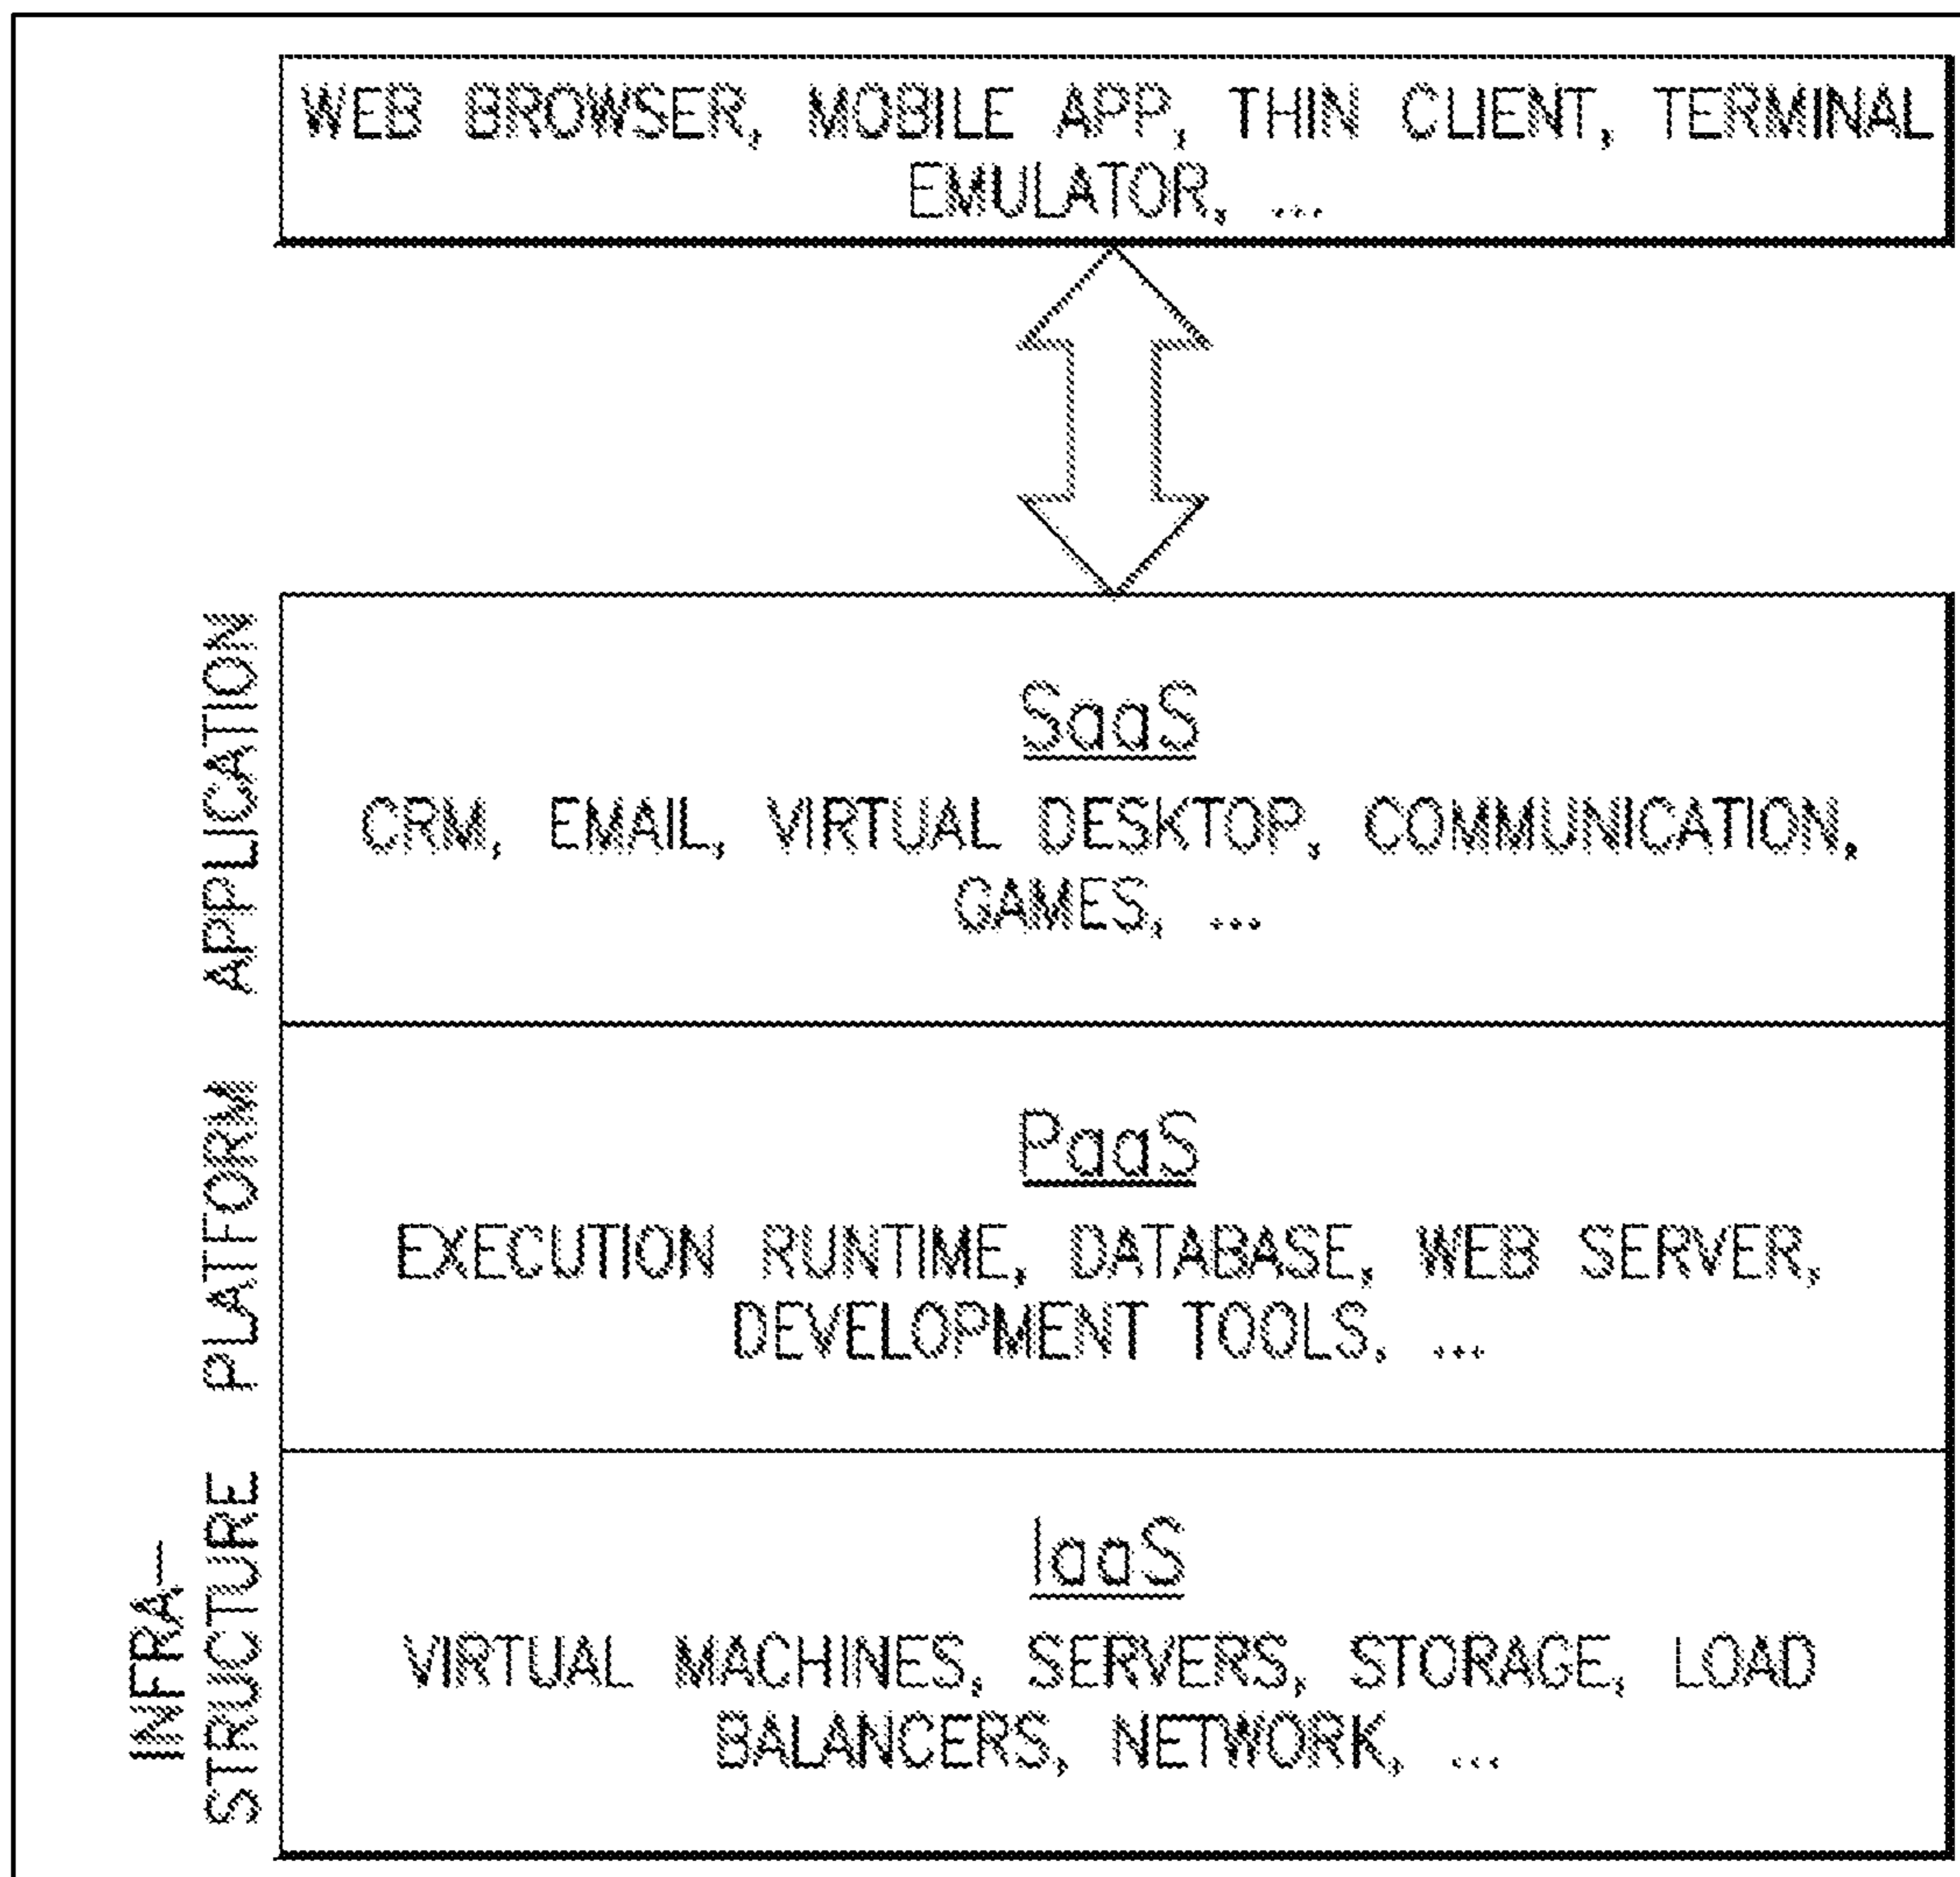 WEB BROWSER, MOBILE APP, THIN CLIENT, TERMINAL
EMULATOR, ...
APPLICATION
SaaS
CRM, EMAIL, VIRTUAL DESKTOP, COMMUNICATION,
GAMES, ...
PLATFORM
PaaS
EXECUTION RUNTIME, DATABASE, WEB SERVER,
DEVELOPMENT TOOLS, ...
INFRA-
STRUCTURE
IaaS
VIRTUAL MACHINES, SERVERS, STORAGE, LOAD
BALANCERS, NETWORK, ...